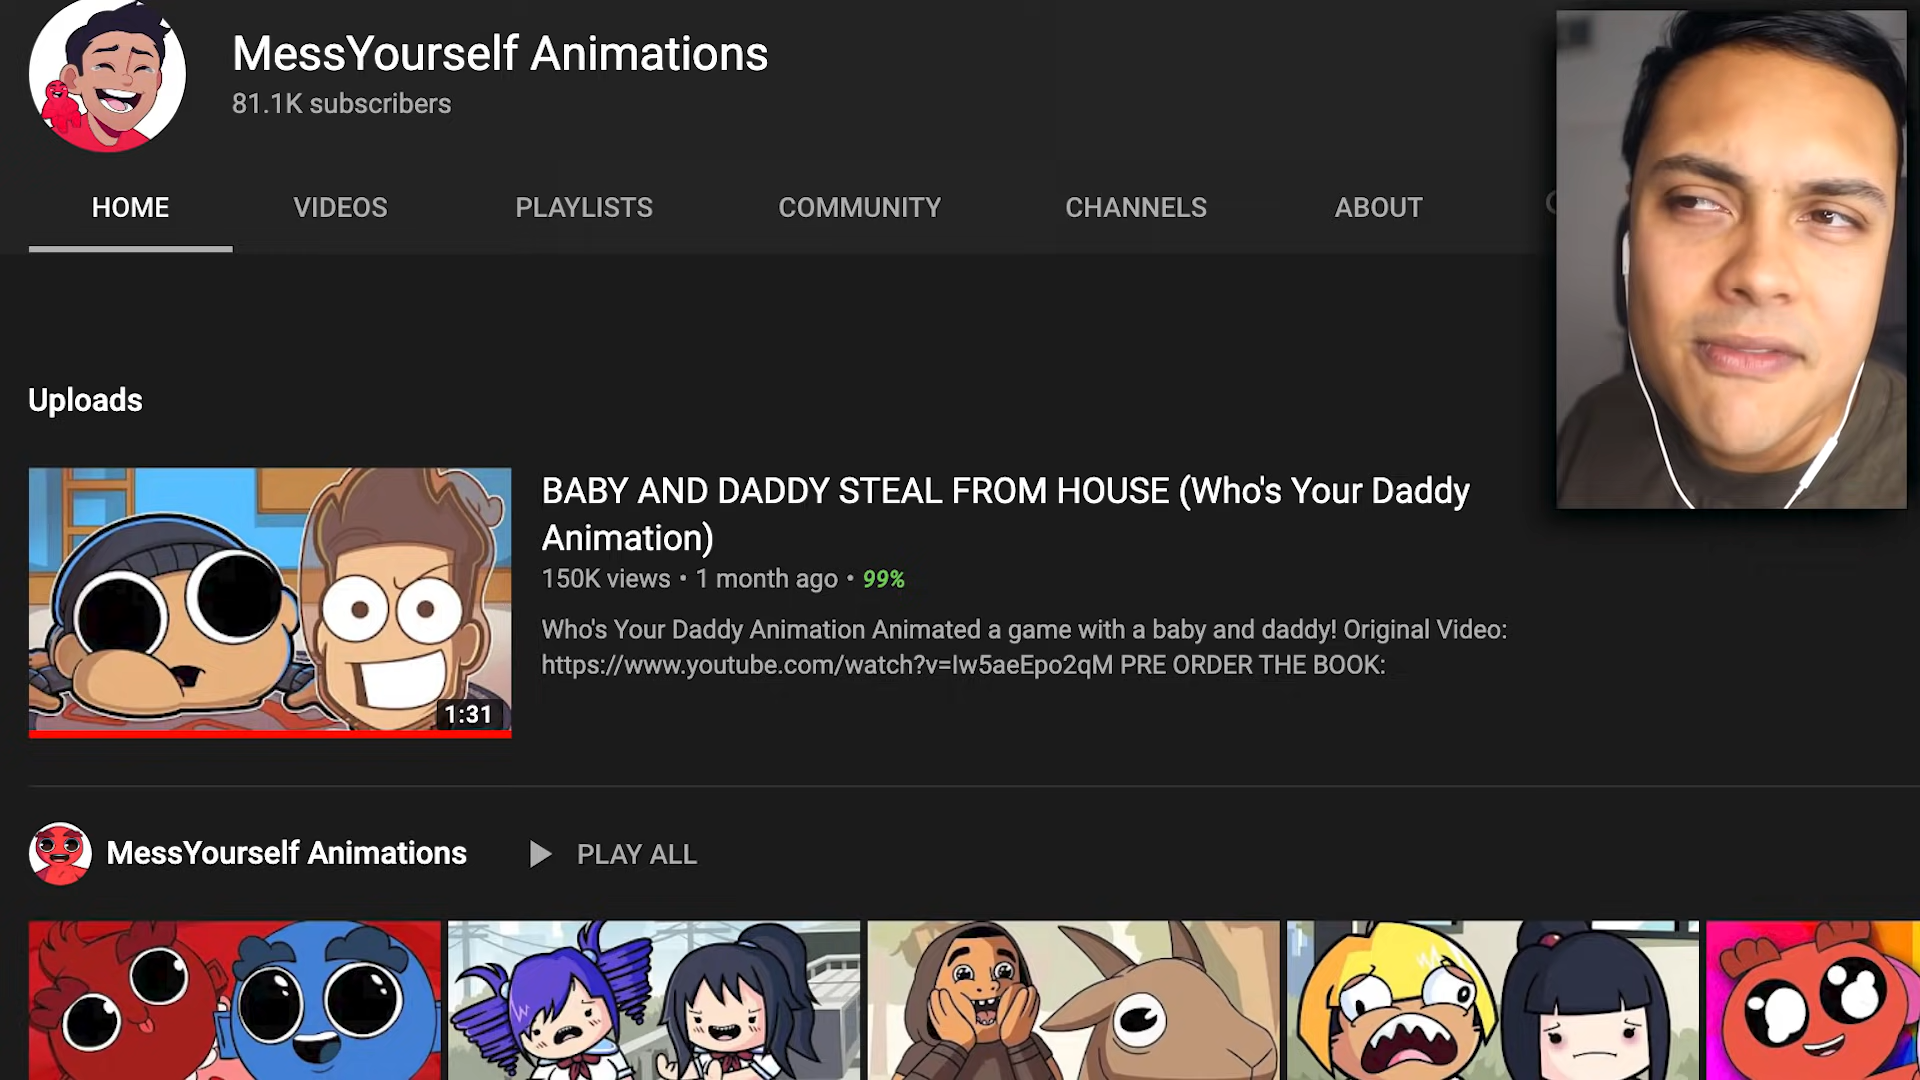 MessYourself Animations
81.1K subscribers
HOME VIDEOS PLAYLISTS COMMUNITY CHANNELS ABOUT
Uploads
BABY AND DADDY STEAL FROM HOUSE (Who's Your Daddy
Animation)
150K views • 1 month ago • 99%
Who's Your Daddy Animation Animated a game with a baby and daddy! Original Video:
https://www.youtube.com/watch?v=Iw5aeEpo2qM PRE ORDER THE BOOK:
1:31
MessYourself Animations
PLAY ALL